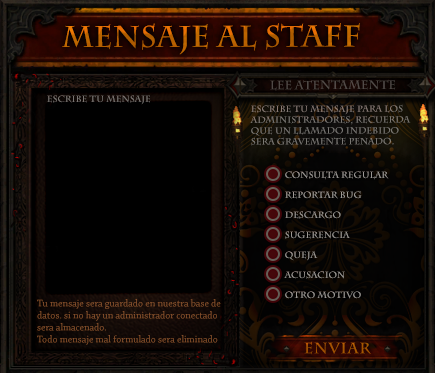 MENSAJE AL STAFF
ESCRIBE TU MENSAJE
Tu mensaje sera guardado en nuestra base de
datos. si no hay un administrador conectado
sera almacenado.
Todo mensaje mal formulado sera eliminado
LEE ATENTAMENTE
ESCRIBE TU MENSAJE PARA LOS
ADMINISTRADORES, RECUERDA
QUE UN LLAMADO INDEBIDO
SERA GRAVEMENTE PENADO.
CONSULTA REGULAR
REPORTAR BUG
DESCARGO
SUGERENCIA
QUEJA
ACUSACION
OTRO MOTIVO
ENVIAR